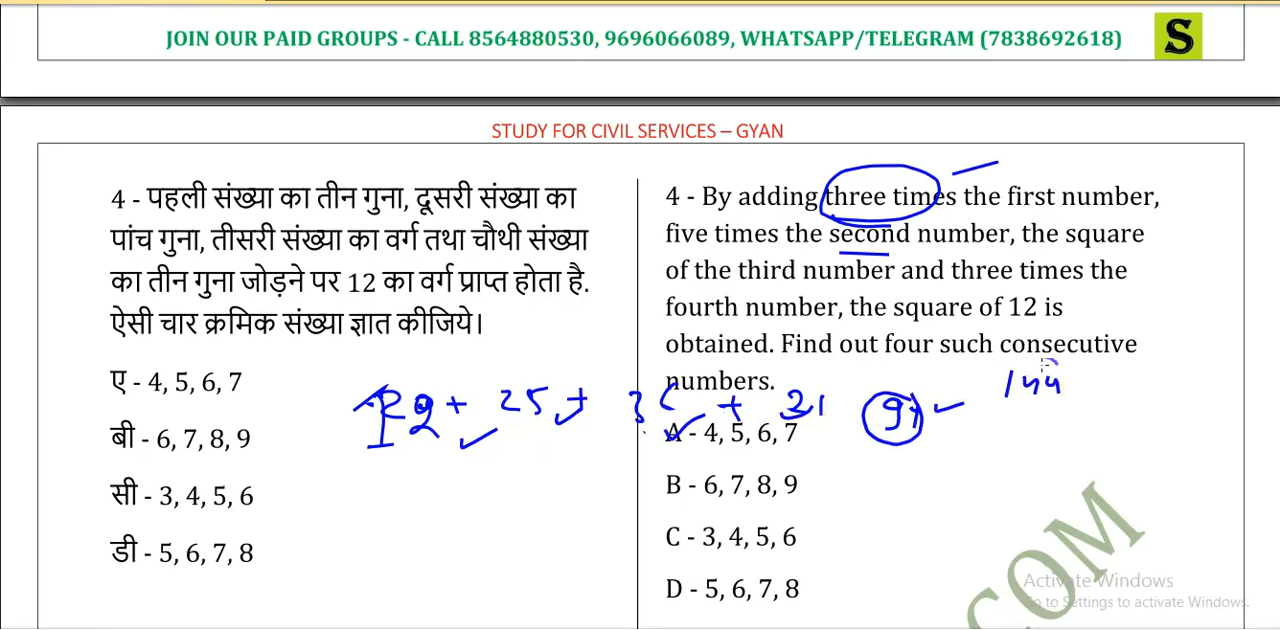 JOIN OUR PAID GROUPS - CALL 8564880530, 9696066089, WHATSAPP/TELEGRAM (7838692618)
S
STUDY FOR CIVIL SERVICES – GYAN
4 - पहली संख्या का तीन गुना, दूसरी संख्या का
पांच गुना, तीसरी संख्या का वर्ग तथा चौथी संख्या
का तीन गुना जोड़ने पर 12 का वर्ग प्राप्त होता है.
ऐसी चार क्रमिक संख्या ज्ञात कीजिये।
ए - 4, 5, 6, 7
बी - 6, 7, 8, 9
सी - 3, 4, 5, 6
डी - 5, 6, 7, 8
4 - By adding three times the first number,
five times the second number, the square
of the third number and three times the
fourth number, the square of 12 is
obtained. Find out four such consecutive
numbers.
144
+ 25 + + 21
A - 4, 5, 6, 7
B - 6, 7, 8, 9
C - 3, 4, 5, 6
D - 5, 6, 7, 8
COM
Activate Windows
Go to Settings to activate Windows.